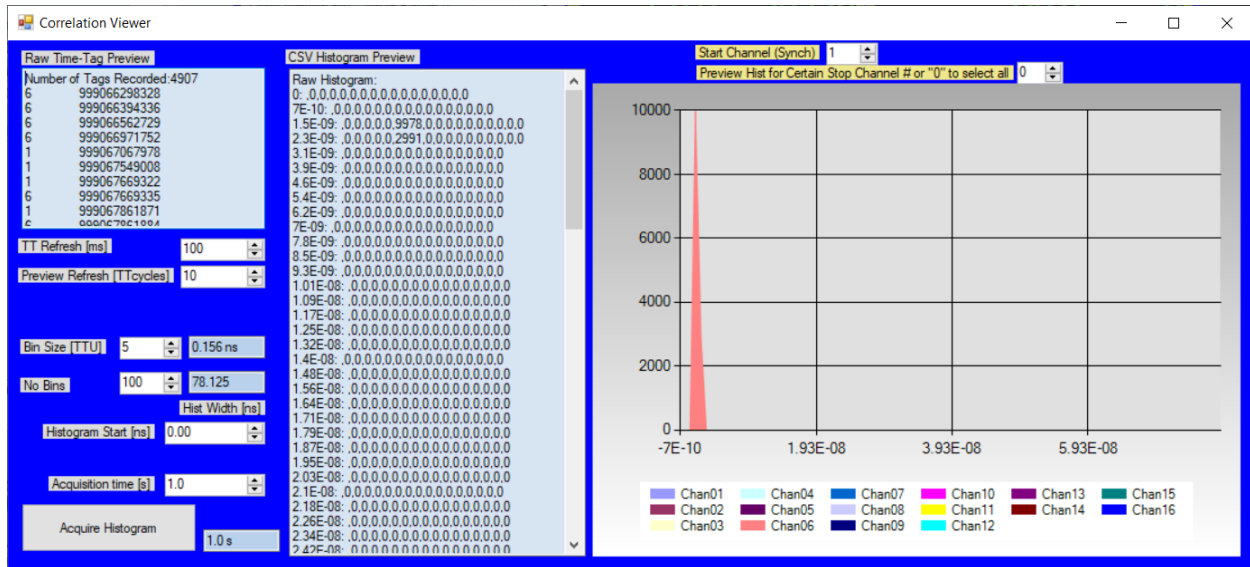 Correlation Viewer
Raw Time-Tag Preview
Number of Tags Recorded:4907
6 999066298328
6 999066394336
6 999066562729
6 999066971752
1 999067067978
1 999067549008
1 999067669322
6 999067669335
1 999067861871
6 999067861884
TT Refresh [ms] 100
Preview Refresh [TTcycles] 10
Bin Size [TTU] 5 0.156 ns
No Bins 100 78.125
Hist Width [ns]
Histogram Start [ns] 0.00
Acquisition time [s] 1.0
Acquire Histogram 1.0 s
CSV Histogram Preview
Raw Histogram:
0: ,0,0,0,0,0,0,0,0,0,0,0,0,0,0,0,0
7E-10: ,0,0,0,0,0,0,0,0,0,0,0,0,0,0,0,0
1.5E-09: ,0,0,0,0,0,9978,0,0,0,0,0,0,0,0,0,0
2.3E-09: ,0,0,0,0,0,2991,0,0,0,0,0,0,0,0,0,0
3.1E-09: ,0,0,0,0,0,0,0,0,0,0,0,0,0,0,0,0
3.9E-09: ,0,0,0,0,0,0,0,0,0,0,0,0,0,0,0,0
4.6E-09: ,0,0,0,0,0,0,0,0,0,0,0,0,0,0,0,0
5.4E-09: ,0,0,0,0,0,0,0,0,0,0,0,0,0,0,0,0
6.2E-09: ,0,0,0,0,0,0,0,0,0,0,0,0,0,0,0,0
7E-09: ,0,0,0,0,0,0,0,0,0,0,0,0,0,0,0,0
7.8E-09: ,0,0,0,0,0,0,0,0,0,0,0,0,0,0,0,0
8.5E-09: ,0,0,0,0,0,0,0,0,0,0,0,0,0,0,0,0
9.3E-09: ,0,0,0,0,0,0,0,0,0,0,0,0,0,0,0,0
1.01E-08: ,0,0,0,0,0,0,0,0,0,0,0,0,0,0,0,0
1.09E-08: ,0,0,0,0,0,0,0,0,0,0,0,0,0,0,0,0
1.17E-08: ,0,0,0,0,0,0,0,0,0,0,0,0,0,0,0,0
1.25E-08: ,0,0,0,0,0,0,0,0,0,0,0,0,0,0,0,0
1.32E-08: ,0,0,0,0,0,0,0,0,0,0,0,0,0,0,0,0
1.4E-08: ,0,0,0,0,0,0,0,0,0,0,0,0,0,0,0,0
1.48E-08: ,0,0,0,0,0,0,0,0,0,0,0,0,0,0,0,0
1.56E-08: ,0,0,0,0,0,0,0,0,0,0,0,0,0,0,0,0
1.64E-08: ,0,0,0,0,0,0,0,0,0,0,0,0,0,0,0,0
1.71E-08: ,0,0,0,0,0,0,0,0,0,0,0,0,0,0,0,0
1.79E-08: ,0,0,0,0,0,0,0,0,0,0,0,0,0,0,0,0
1.87E-08: ,0,0,0,0,0,0,0,0,0,0,0,0,0,0,0,0
1.95E-08: ,0,0,0,0,0,0,0,0,0,0,0,0,0,0,0,0
2.03E-08: ,0,0,0,0,0,0,0,0,0,0,0,0,0,0,0,0
2.1E-08: ,0,0,0,0,0,0,0,0,0,0,0,0,0,0,0,0
2.18E-08: ,0,0,0,0,0,0,0,0,0,0,0,0,0,0,0,0
2.26E-08: ,0,0,0,0,0,0,0,0,0,0,0,0,0,0,0,0
2.34E-08: ,0,0,0,0,0,0,0,0,0,0,0,0,0,0,0,0
2.42E-08: ,0,0,0,0,0,0,0,0,0,0,0,0,0,0,0,0
Start Channel (Synch) 1
Preview Hist for Certain Stop Channel # or "0" to select all 0
10000
8000
6000
4000
2000
0
-7E-10 1.93E-08 3.93E-08 5.93E-08
Chan01 Chan04 Chan07 Chan10 Chan13 Chan15
Chan02 Chan05 Chan08 Chan11 Chan14 Chan16
Chan03 Chan06 Chan09 Chan12